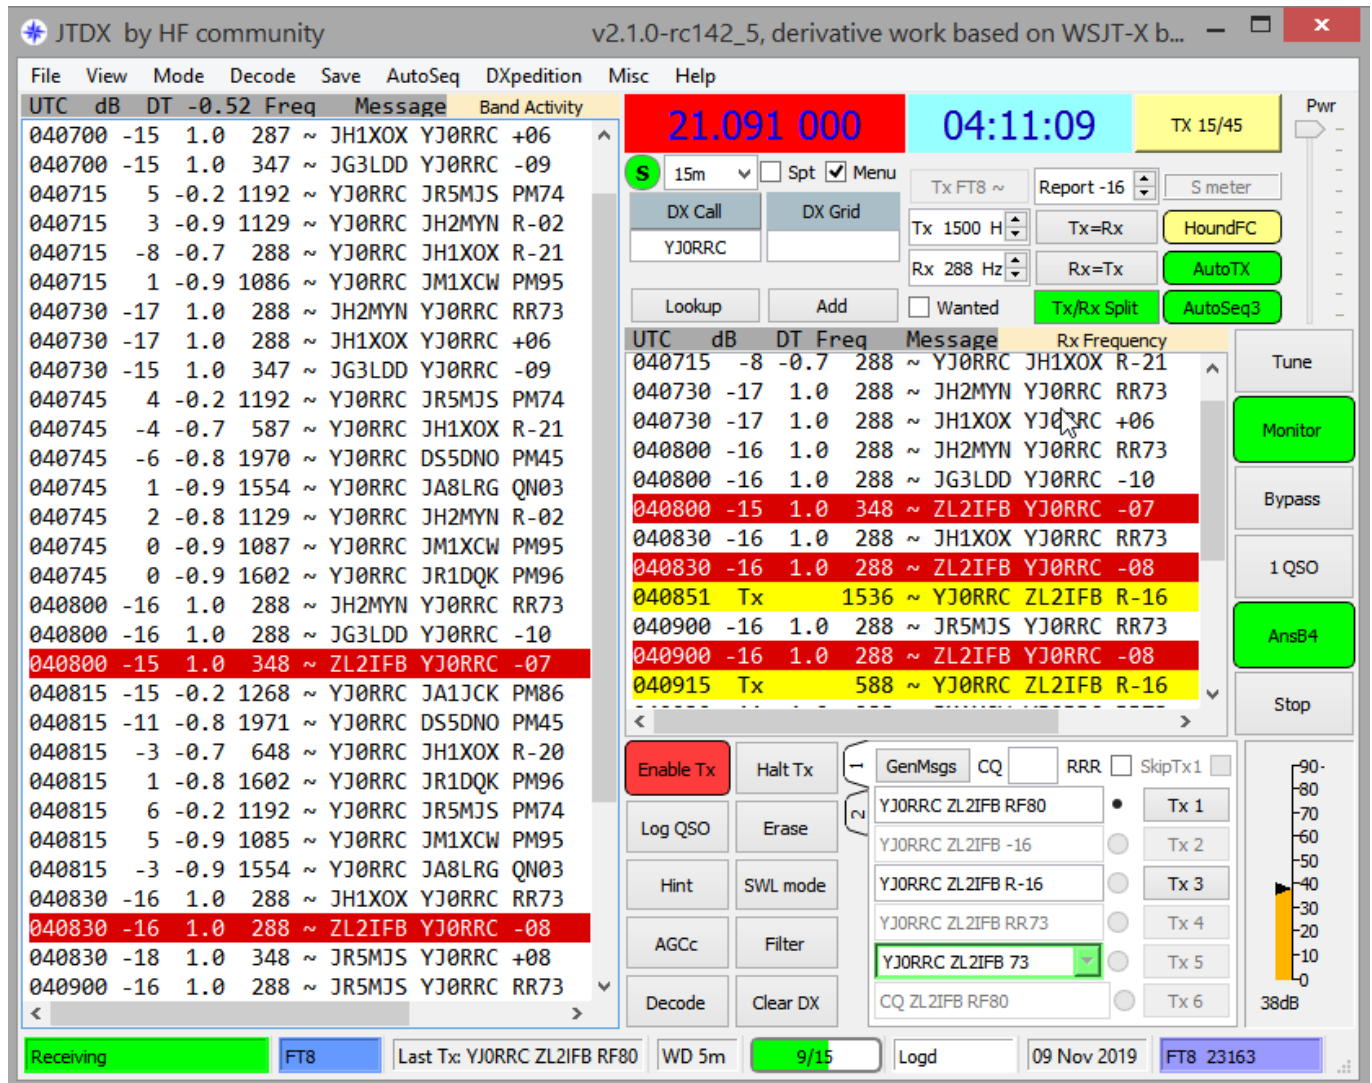 JTDX by HF community v2.1.0-rc142_5, derivative work based on WSJT-X b...
File View Mode Decode Save AutoSeq DXpedition Misc Help
UTC dB DT -0.52 Freq Message Band Activity
040700 -15 1.0 287 ~ JH1XOX YJ0RRC +06
040700 -15 1.0 347 ~ JG3LDD YJ0RRC -09
040715 5 -0.2 1192 ~ YJ0RRC JR5MJS PM74
040715 3 -0.9 1129 ~ YJ0RRC JH2MYN R-02
040715 -8 -0.7 288 ~ YJ0RRC JH1XOX R-21
040715 1 -0.9 1086 ~ YJ0RRC JM1XCW PM95
040730 -17 1.0 288 ~ JH2MYN YJ0RRC RR73
040730 -17 1.0 288 ~ JH1XOX YJ0RRC +06
040730 -15 1.0 347 ~ JG3LDD YJ0RRC -09
040745 4 -0.2 1192 ~ YJ0RRC JR5MJS PM74
040745 -4 -0.7 587 ~ YJ0RRC JH1XOX R-21
040745 -6 -0.8 1970 ~ YJ0RRC DS5DNO PM45
040745 1 -0.9 1554 ~ YJ0RRC JA8LRG QN03
040745 2 -0.8 1129 ~ YJ0RRC JH2MYN R-02
040745 0 -0.9 1087 ~ YJ0RRC JM1XCW PM95
040745 0 -0.9 1602 ~ YJ0RRC JR1DQK PM96
040800 -16 1.0 288 ~ JH2MYN YJ0RRC RR73
040800 -16 1.0 288 ~ JG3LDD YJ0RRC -10
040800 -15 1.0 348 ~ ZL2IFB YJ0RRC -07
040815 -15 -0.2 1268 ~ YJ0RRC JA1JCK PM86
040815 -11 -0.8 1971 ~ YJ0RRC DS5DNO PM45
040815 -3 -0.7 648 ~ YJ0RRC JH1XOX R-20
040815 1 -0.8 1602 ~ YJ0RRC JR1DQK PM96
040815 6 -0.2 1192 ~ YJ0RRC JR5MJS PM74
040815 5 -0.9 1085 ~ YJ0RRC JM1XCW PM95
040815 -3 -0.9 1554 ~ YJ0RRC JA8LRG QN03
040830 -16 1.0 288 ~ JH1XOX YJ0RRC RR73
040830 -16 1.0 288 ~ ZL2IFB YJ0RRC -08
040830 -18 1.0 348 ~ JR5MJS YJ0RRC +08
040900 -16 1.0 288 ~ JR5MJS YJ0RRC RR73
21.091 000 04:11:09 TX 15/45 Pwr
S 15m Spt Menu Tx FT8 ~ Report -16 S meter
DX Call DX Grid Tx 1500 H Tx=Rx HoundFC
YJ0RRC Rx 288 Hz Rx=Tx AutoTX
Lookup Add Wanted Tx/Rx Split AutoSeq3
UTC dB DT Freq Message Rx Frequency
040715 -8 -0.7 288 ~ YJ0RRC JH1XOX R-21
040730 -17 1.0 288 ~ JH2MYN YJ0RRC RR73
040730 -17 1.0 288 ~ JH1XOX YJ0RRC +06
040800 -16 1.0 288 ~ JH2MYN YJ0RRC RR73
040800 -16 1.0 288 ~ JG3LDD YJ0RRC -10
040800 -15 1.0 348 ~ ZL2IFB YJ0RRC -07
040830 -16 1.0 288 ~ JH1XOX YJ0RRC RR73
040830 -16 1.0 288 ~ ZL2IFB YJ0RRC -08
040851 Tx 1536 ~ YJ0RRC ZL2IFB R-16
040900 -16 1.0 288 ~ JR5MJS YJ0RRC RR73
040900 -16 1.0 288 ~ ZL2IFB YJ0RRC -08
040915 Tx 588 ~ YJ0RRC ZL2IFB R-16
Tune
Monitor
Bypass
1 QSO
AnsB4
Stop
Enable Tx Halt Tx 1 GenMsgs CQ RRR SkipTx1
YJ0RRC ZL2IFB RF80 Tx 1
Log QSO Erase 2 YJ0RRC ZL2IFB -16 Tx 2
Hint SWL mode YJ0RRC ZL2IFB R-16 Tx 3
AGCc Filter YJ0RRC ZL2IFB RR73 Tx 4
YJ0RRC ZL2IFB 73 Tx 5
Decode Clear DX CQ ZL2IFB RF80 Tx 6
-90-
-80
-70
-60
-50
-40
-30
-20
-10
-0
38dB
Receiving FT8 Last Tx: YJ0RRC ZL2IFB RF80 WD 5m 9/15 Logd 09 Nov 2019 FT8 23163